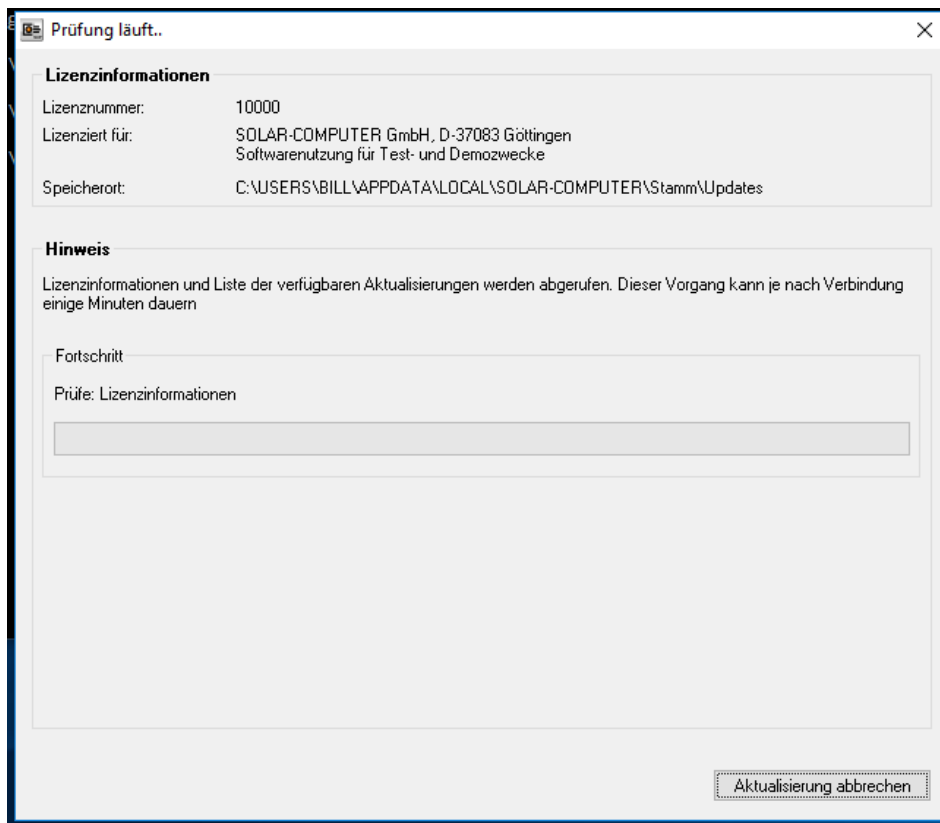 Prüfung läuft..
Lizenzinformationen
Lizenznummer: 10000
Lizenziert für: SOLAR-COMPUTER GmbH, D-37083 Göttingen
Softwarenutzung für Test- und Demozwecke
Speicherort: C:\USERS\BILL\APPDATA\LOCAL\SOLAR-COMPUTER\Stamm\Updates
Hinweis
Lizenzinformationen und Liste der verfügbaren Aktualisierungen werden abgerufen. Dieser Vorgang kann je nach Verbindung
einige Minuten dauern
Fortschritt
Prüfe: Lizenzinformationen
Aktualisierung abbrechen